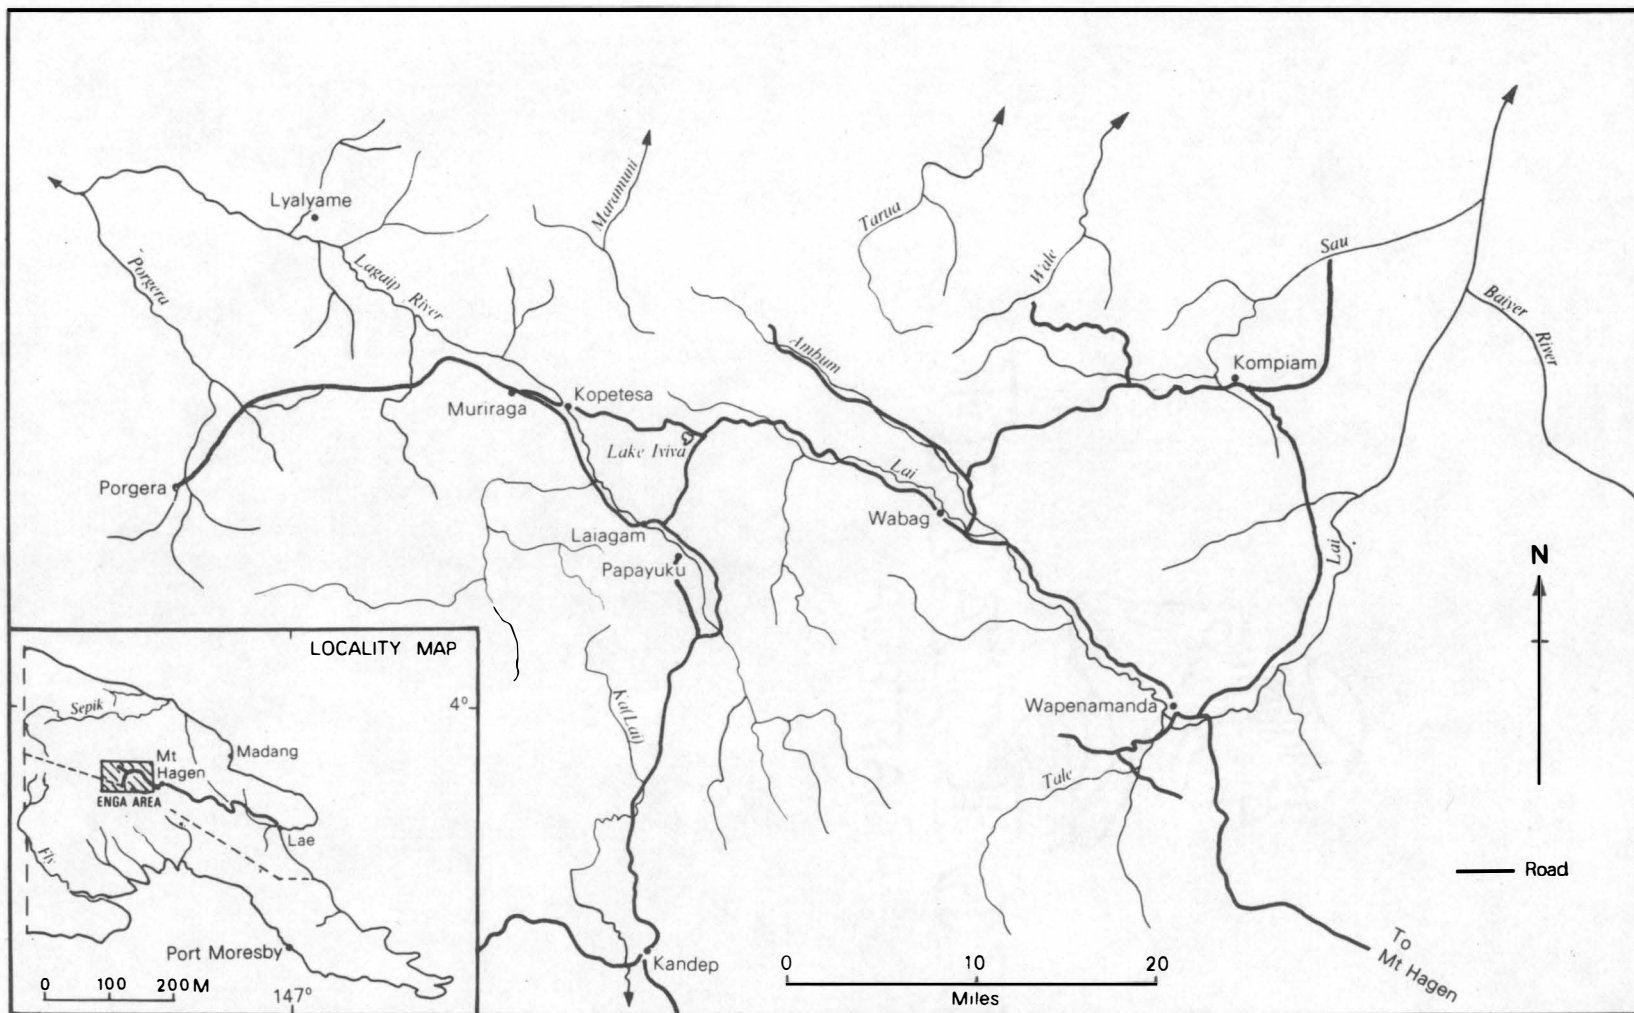 Lyalyame
Maramuni
Tarua
Wale
Sau
Porgera
Lagaip River
Baiyer River
Ambum
Kompiam
Muriraga
Kopetesa
Lake Iviva
Porgera
Lai
Wabag
Laiagam
Papayuku
Lai
N
LOCALITY MAP
4°
Sepik
Madang
Mt
Hagen
ENGA AREA
Lae
Fly
Port Moresby
0 100 200 M
147°
Ka(Lai)
Wapenamanda
Tale
Road
To
Mt Hagen
Kandep
0 10 20
Miles